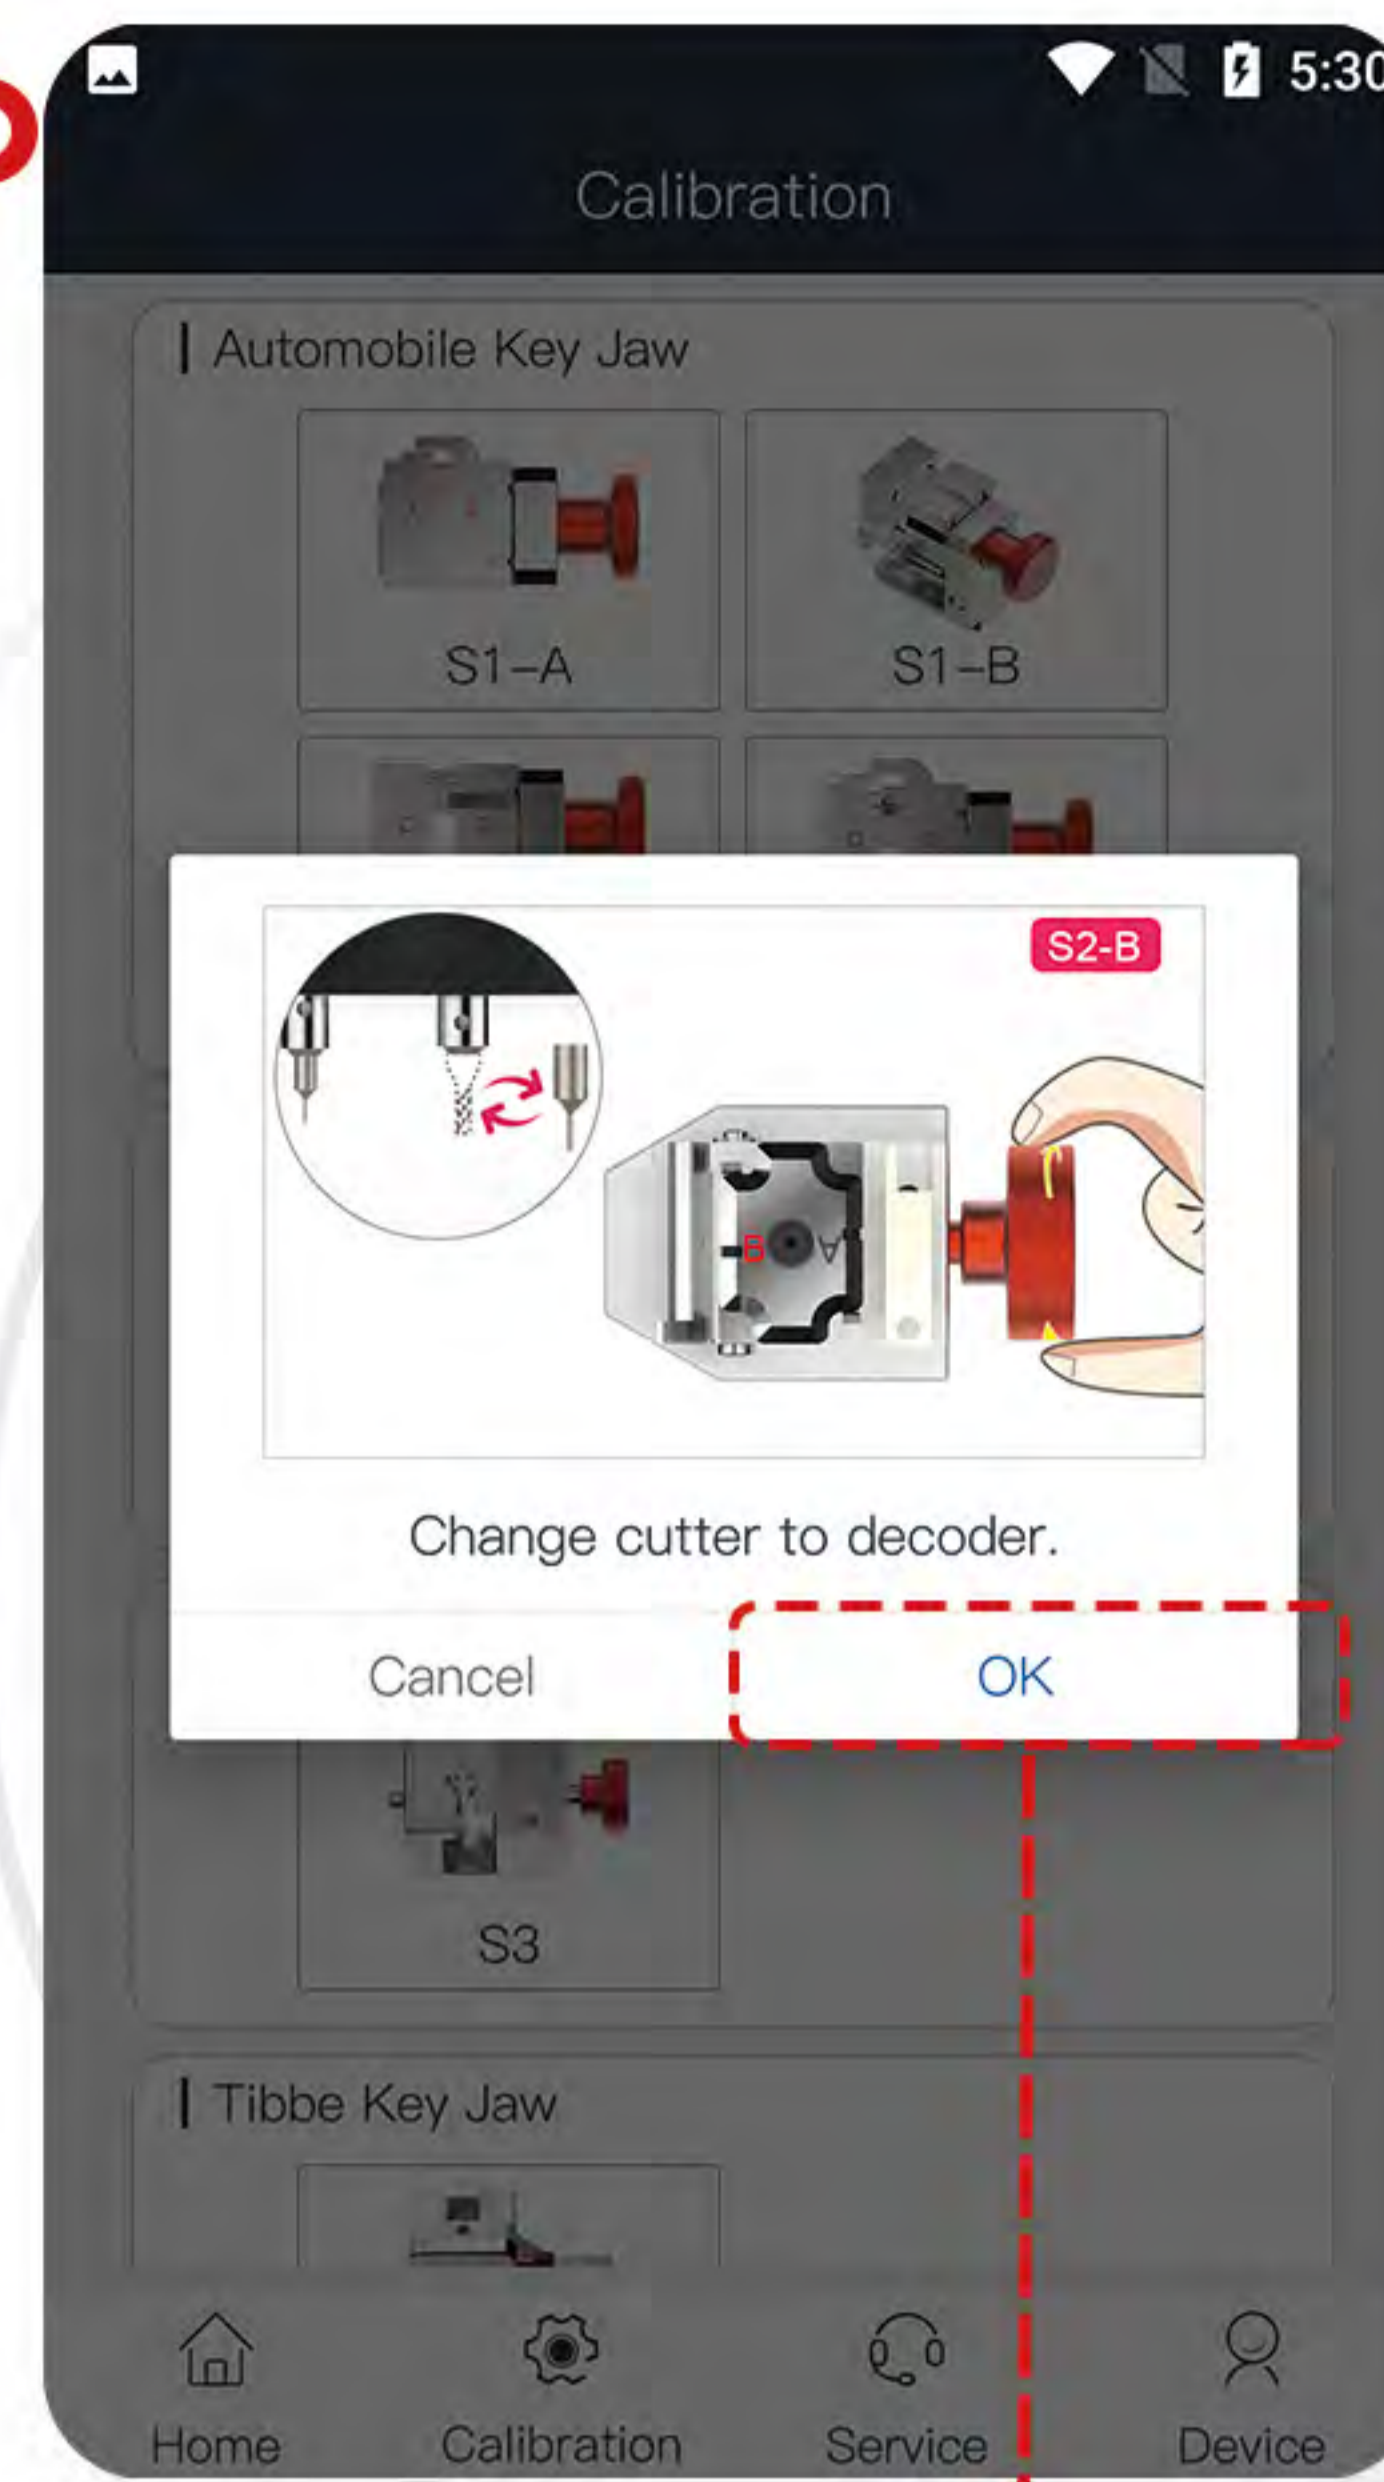 5:30
Calibration
Automobile Key Jaw
S1-A
S1-B
S2-B
B
A
Change cutter to decoder.
Cancel
OK
S3
Tibbe Key Jaw
Home
Calibration
Service
Device